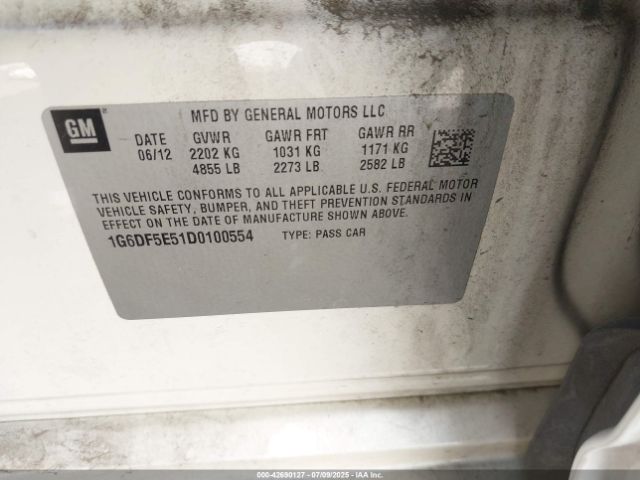 GM
MFD BY GENERAL MOTORS LLC
DATE GVWR GAWR FRT GAWR RR
06/12 2202 KG 1031 KG 1171 KG
4855 LB 2273 LB 2582 LB
THIS VEHICLE CONFORMS TO ALL APPLICABLE U.S. FEDERAL MOTOR
VEHICLE SAFETY, BUMPER, AND THEFT PREVENTION STANDARDS IN
EFFECT ON THE DATE OF MANUFACTURE SHOWN ABOVE.
1G6DF5E51D0100554 TYPE: PASS CAR
000-42690127 - 07/09/2025 - IAAI.COM